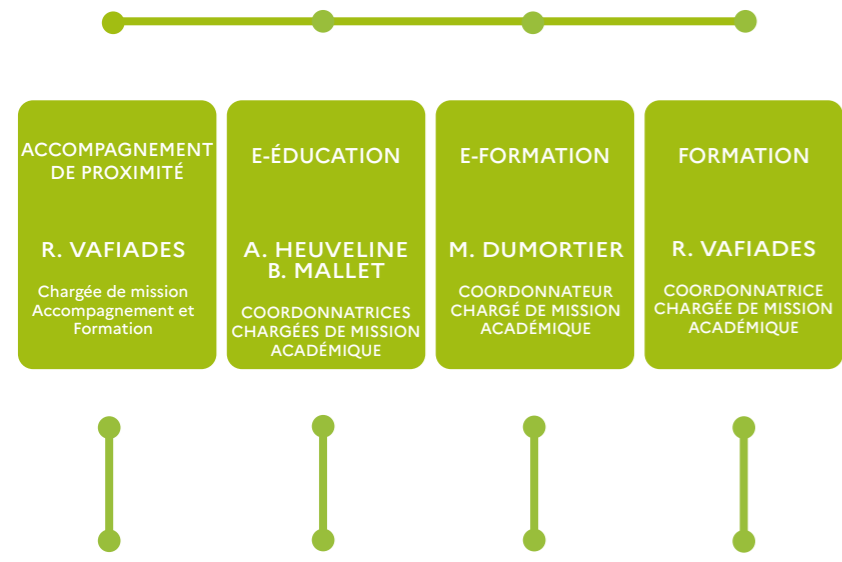 ACCOMPAGNEMENT
DE PROXIMITÉ
R. VAFIADES
Chargée de mission
Accompagnement et
Formation
E-ÉDUCATION
A. HEUVELINE
B. MALLET
COORDONNATRICES
CHARGÉES DE MISSION
ACADÉMIQUE
E-FORMATION
M. DUMORTIER
COORDONNATEUR
CHARGÉ DE MISSION
ACADÉMIQUE
FORMATION
R. VAFIADES
COORDONNATRICE
CHARGÉE DE MISSION
ACADÉMIQUE